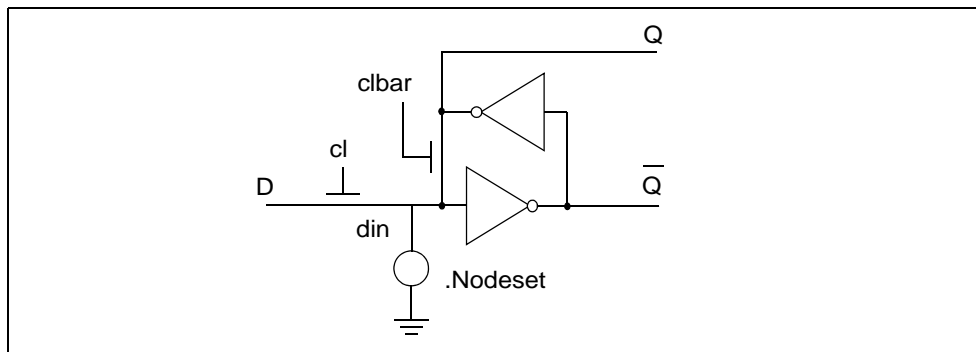 Q
clbar
cl
D
Q̅
din
.Nodeset